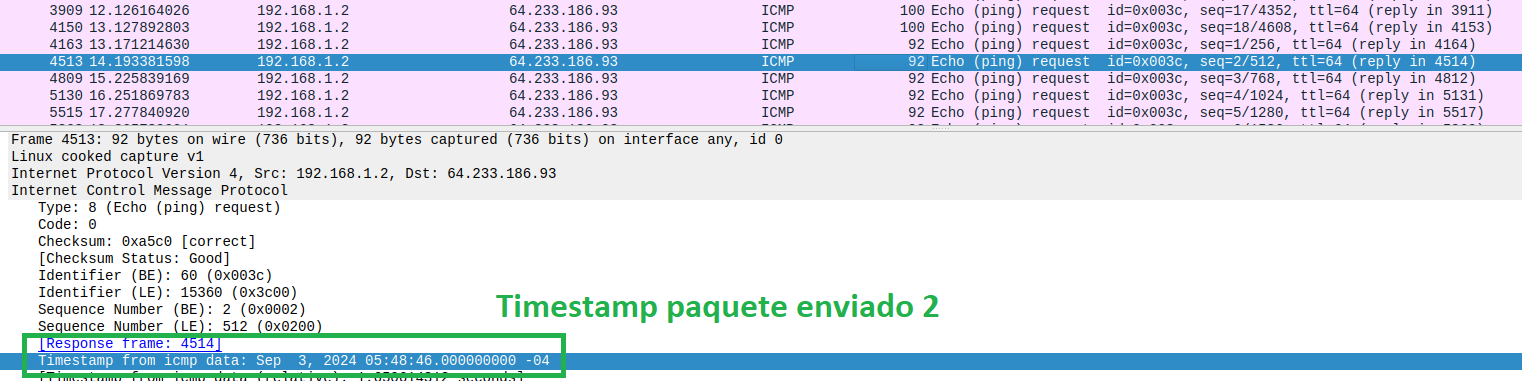 3909 12.126164026 192.168.1.2 64.233.186.93 ICMP 100 Echo (ping) request id=0x003c, seq=17/4352, ttl=64 (reply in 3911)
4150 13.127892803 192.168.1.2 64.233.186.93 ICMP 100 Echo (ping) request id=0x003c, seq=18/4608, ttl=64 (reply in 4153)
4163 13.171214630 192.168.1.2 64.233.186.93 ICMP 92 Echo (ping) request id=0x003c, seq=1/256, ttl=64 (reply in 4164)
4513 14.193381598 192.168.1.2 64.233.186.93 ICMP 92 Echo (ping) request id=0x003c, seq=2/512, ttl=64 (reply in 4514)
4809 15.225839169 192.168.1.2 64.233.186.93 ICMP 92 Echo (ping) request id=0x003c, seq=3/768, ttl=64 (reply in 4812)
5130 16.251869783 192.168.1.2 64.233.186.93 ICMP 92 Echo (ping) request id=0x003c, seq=4/1024, ttl=64 (reply in 5131)
5515 17.277840920 192.168.1.2 64.233.186.93 ICMP 92 Echo (ping) request id=0x003c, seq=5/1280, ttl=64 (reply in 5517)
Frame 4513: 92 bytes on wire (736 bits), 92 bytes captured (736 bits) on interface any, id 0
Linux cooked capture v1
Internet Protocol Version 4, Src: 192.168.1.2, Dst: 64.233.186.93
Internet Control Message Protocol
Type: 8 (Echo (ping) request)
Code: 0
Checksum: 0xa5c0 [correct]
[Checksum Status: Good]
Identifier (BE): 60 (0x003c)
Identifier (LE): 15360 (0x3c00)
Sequence Number (BE): 2 (0x0002)
Timestamp paquete enviado 2
Sequence Number (LE): 512 (0x0200)
[Response frame: 4514]
Timestamp from icmp data: Sep  3, 2024 05:48:46.000000000 -04